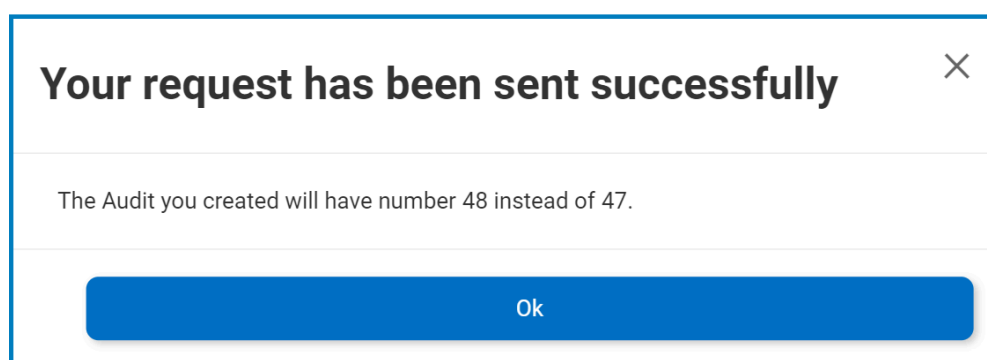 Your request has been sent successfully
The Audit you created will have number 48 instead of 47.
Ok